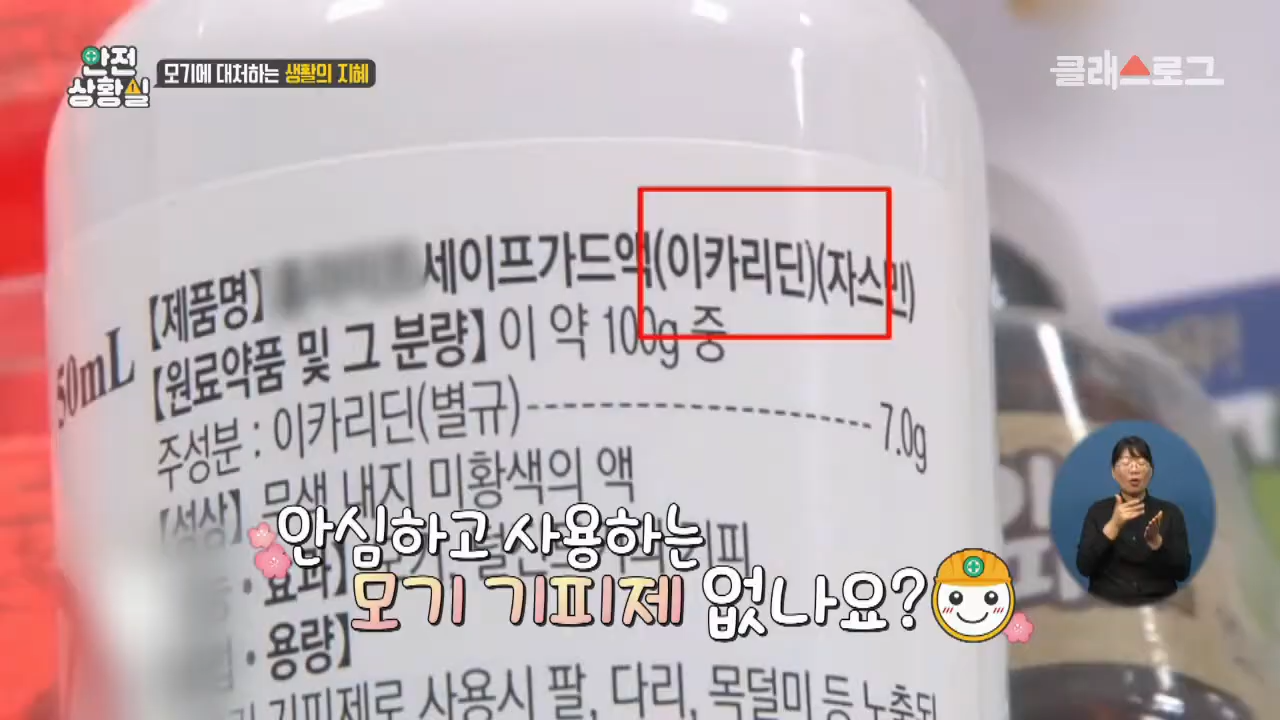 안전
상황실
모기에 대처하는 생활의 지혜
클래스로그
【제품명】 세이프가드액(이카리딘)(자스민)
50mL
【원료약품 및 그 분량】 이 약 100g 중
주성분 : 이카리딘(별규)------------------ 7.0g
【성상】 무색 내지 미황색의 액
· 효과】
안심하고 사용하는
모기 기피제 없나요?
· 용량】
기피제로 사용시 팔, 다리, 목덜미 등 노출된